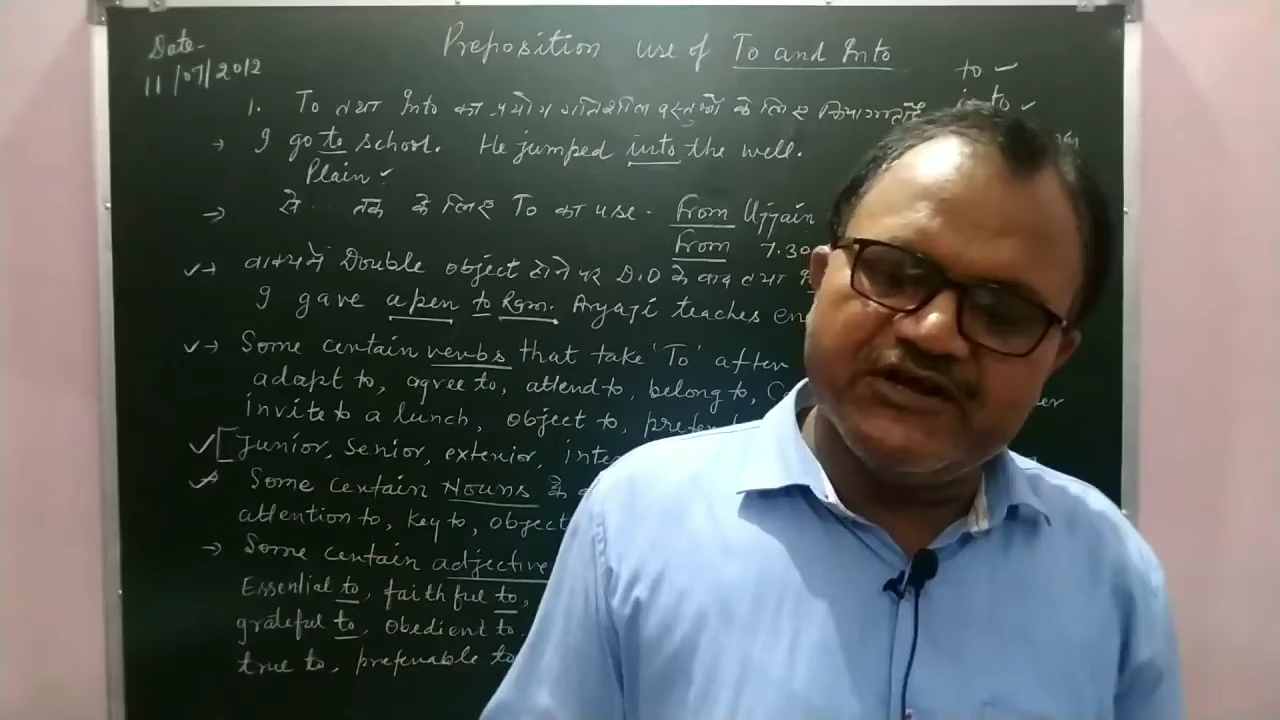 Date-
11/07/2012
Preposition use of To and Into
to ✓
into ✓
1. To तथा Into का प्रयोग गतिशील वस्तुओं के लिए किया जाता है
→ I go to school. He jumped into the well.
Plain ✓
→ से .. तक के लिए To का use. From Ujjain
From 7.30
✓→ वाक्य में Double object होने पर D.O के बाद तथा
I gave a pen to Ram. Aryaji teaches en
✓→ Some certain verbs that take 'To' after
adapt to, agree to, attend to, belong to,
invite to a lunch, object to, prefer
✓[Junior, Senior, exterior, inte
→ Some certain Nouns के
attention to, key to, object
→ Some certain adjective
Essential to, faithful to,
grateful to, obedient to.
true to, preferable to